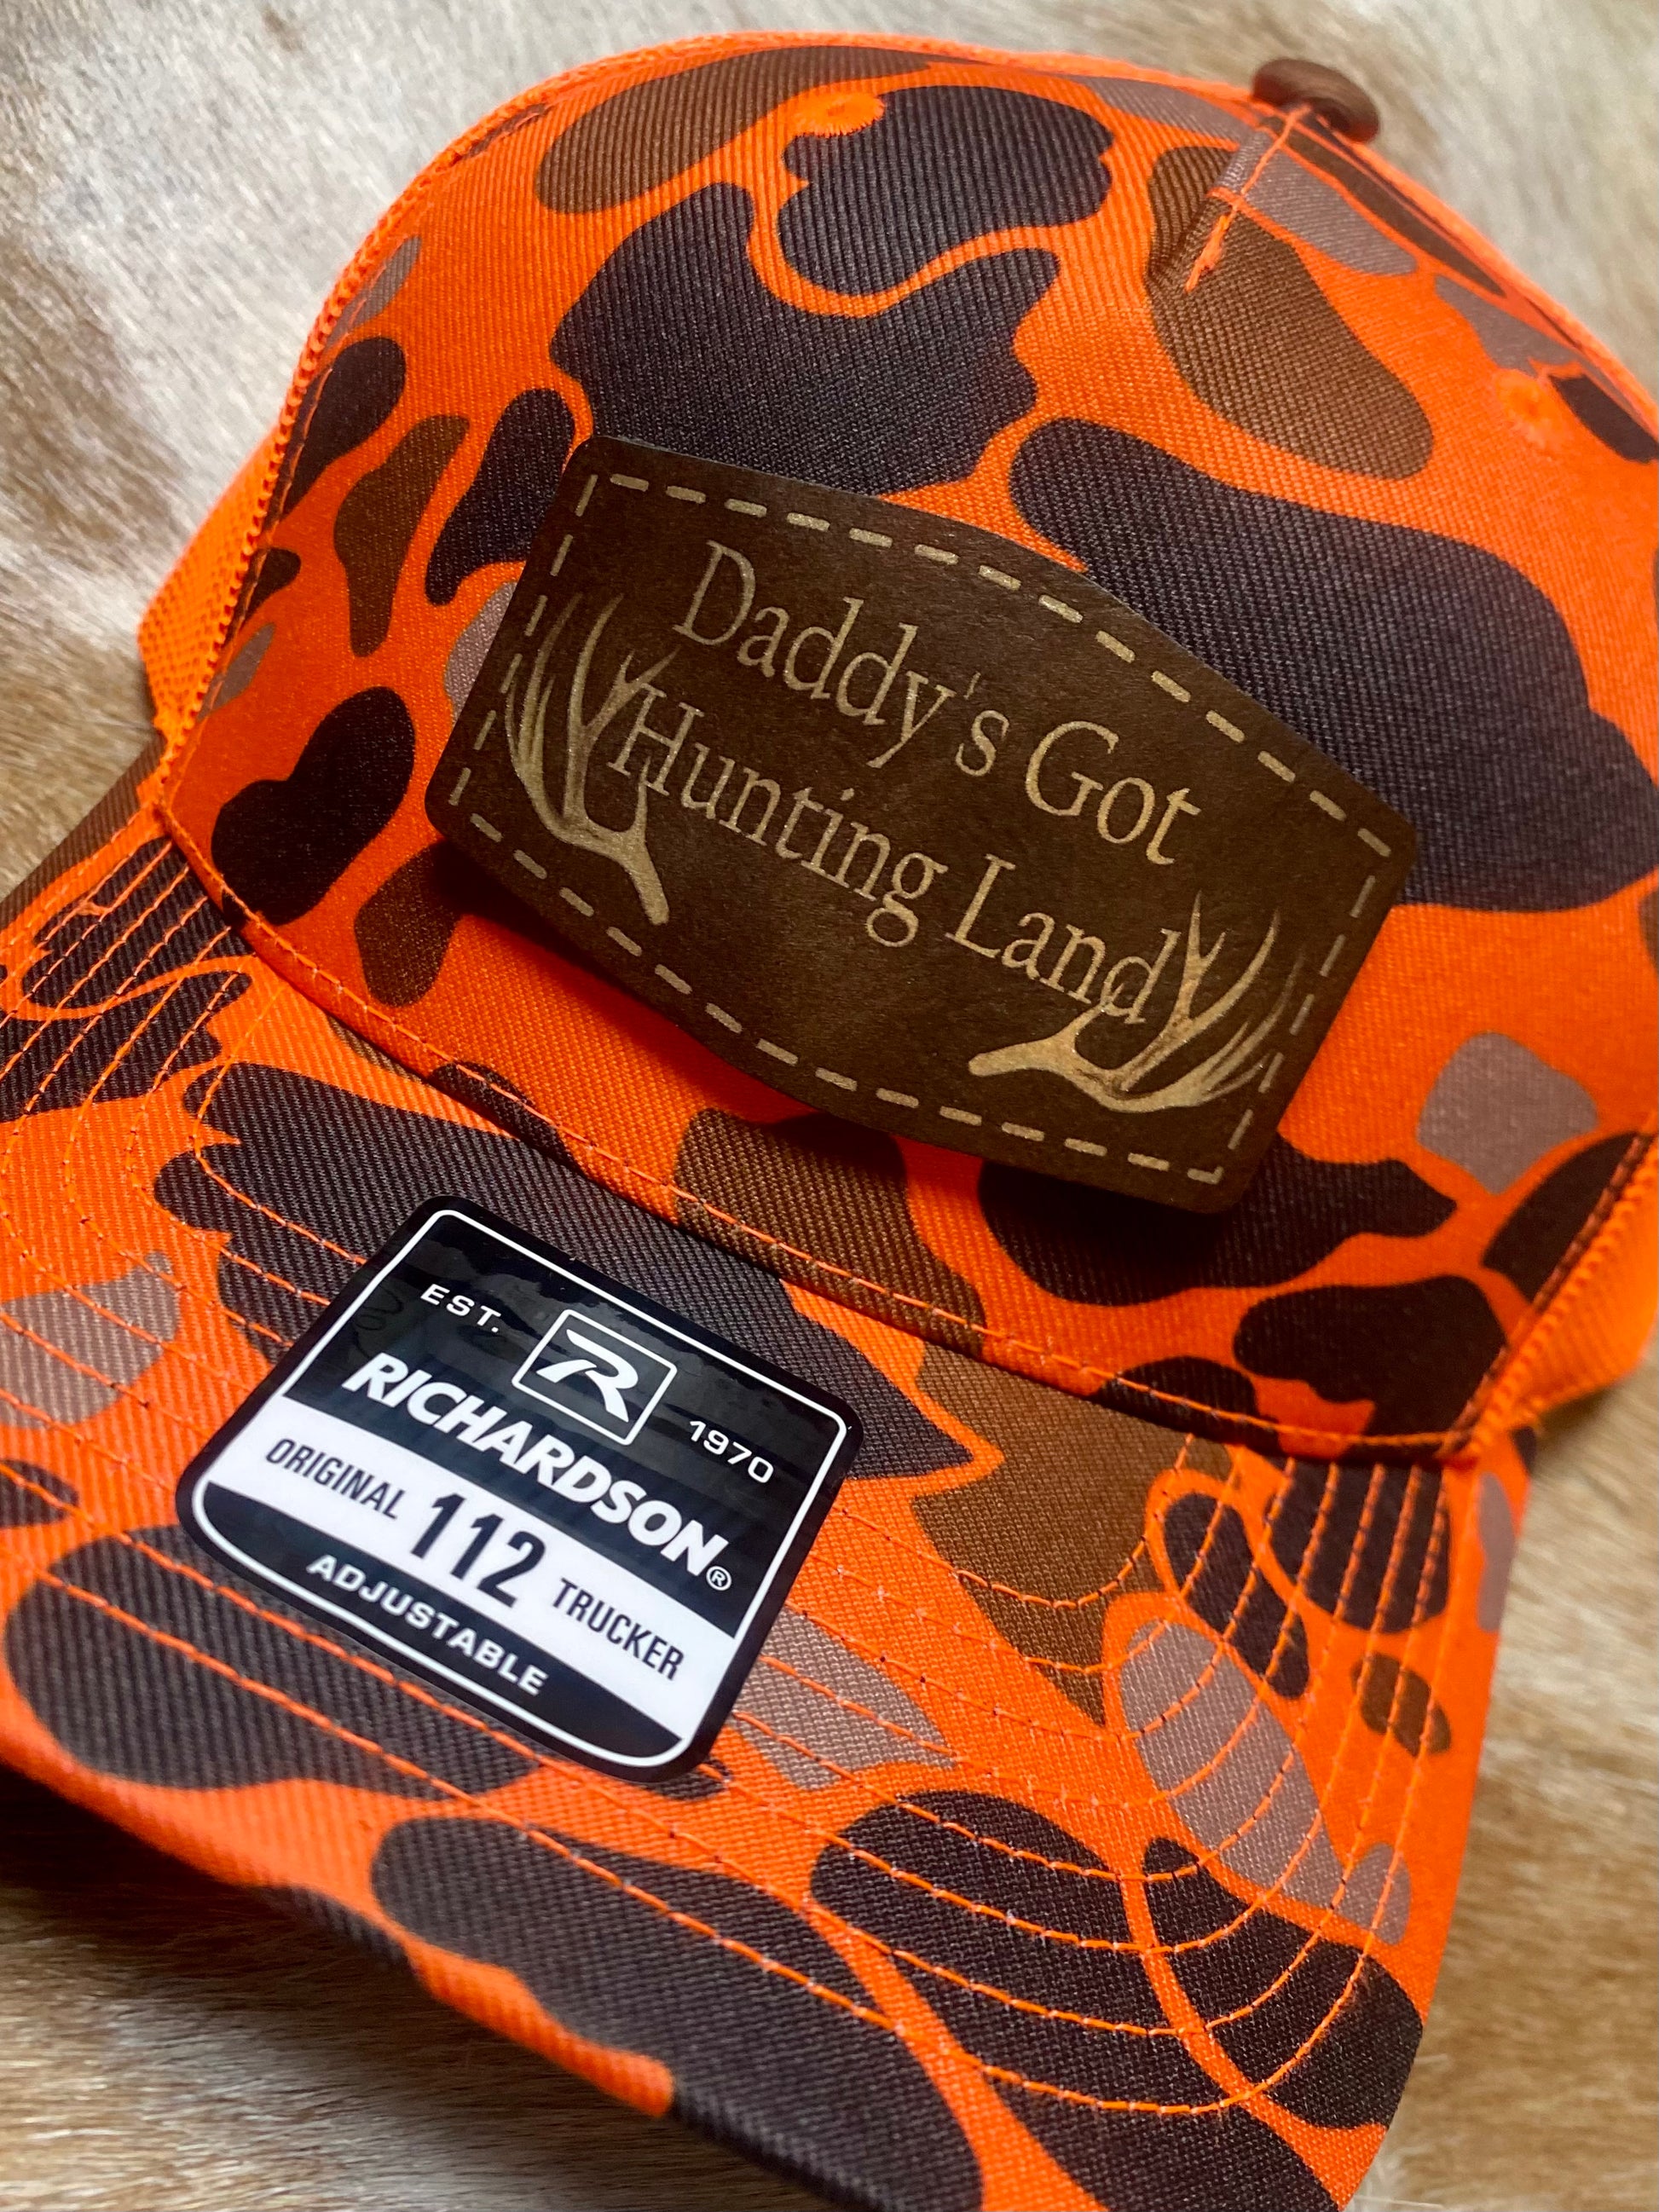 Daddy's Got
Hunting Land
EST. R 1970
RICHARDSON®
ORIGINAL 112 TRUCKER
ADJUSTABLE